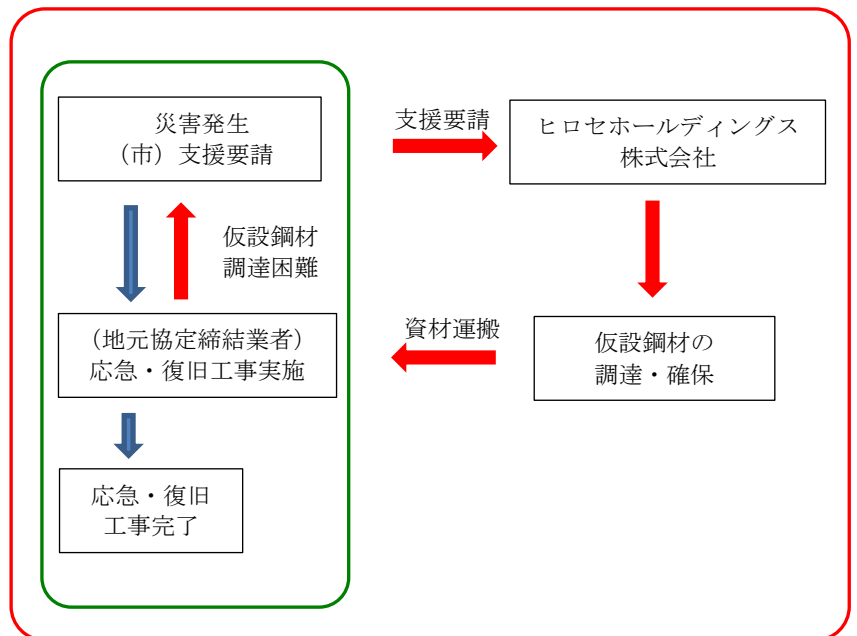 災害発生
（市）支援要請
支援要請
ヒロセホールディングス
株式会社
仮設鋼材
調達困難
（地元協定締結業者）
応急・復旧工事実施
資材運搬
仮設鋼材の
調達・確保
応急・復旧
工事完了